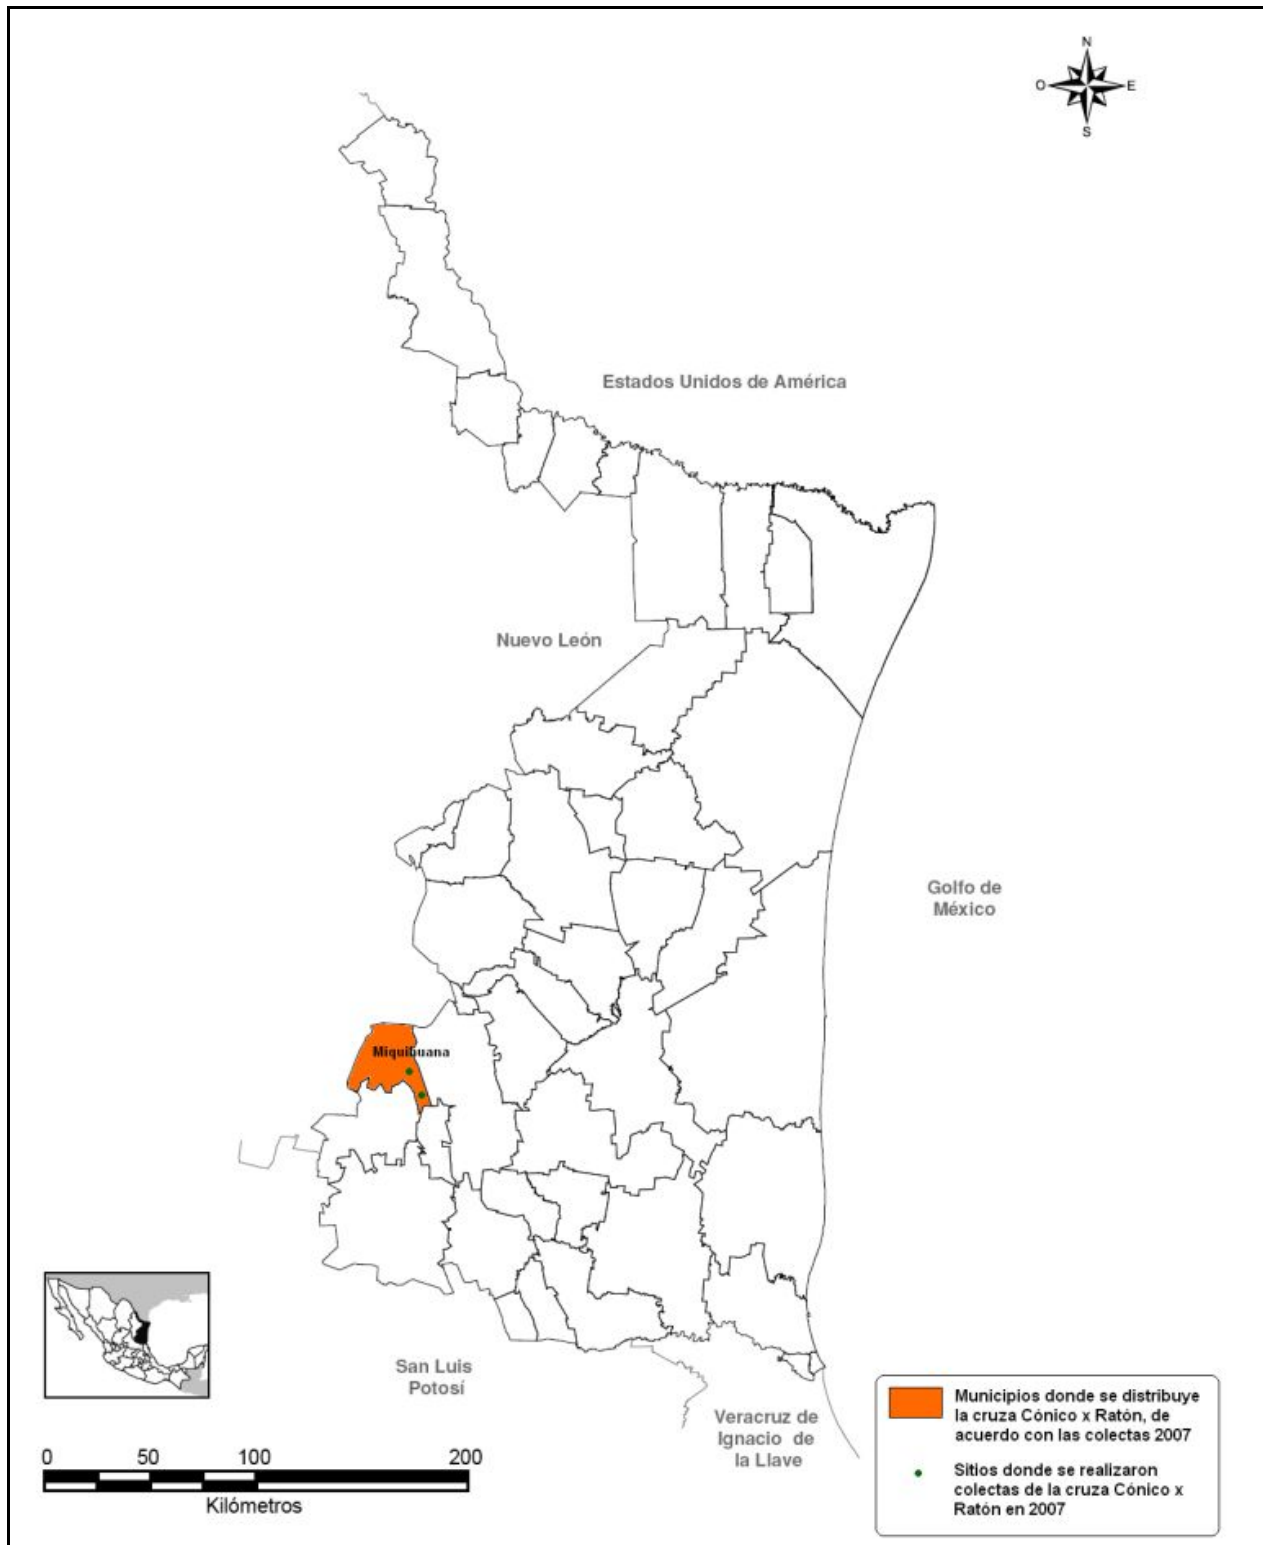 N
O
E
S
Estados Unidos de América
Nuevo León
Golfo de
México
Miquihuana
San Luis
Potosí
Veracruz de
Ignacio de
la Llave
0 50 100 200
Kilómetros
Municipios donde se distribuye
la cruza Cónico x Ratón, de
acuerdo con las colectas 2007
Sitios donde se realizaron
colectas de la cruza Cónico x
Ratón en 2007